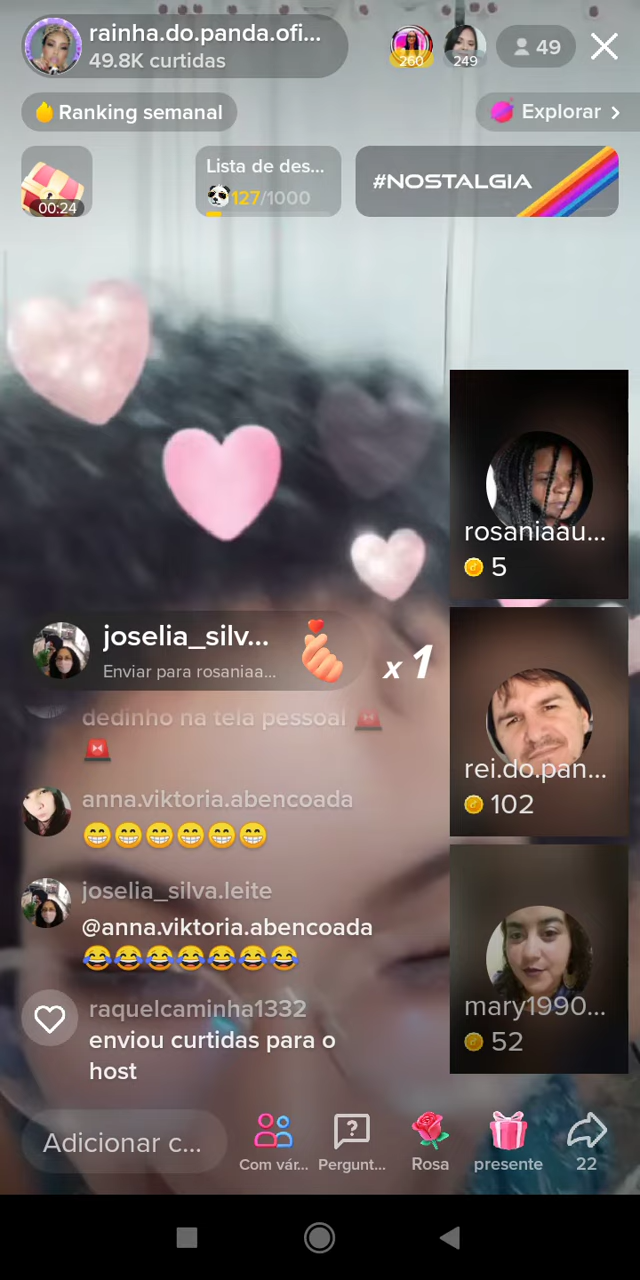 rainha.do.panda.ofi...
49.8K curtidas
260
249
49
Ranking semanal
Explorar
00:24
Lista de des...
127/1000
#NOSTALGIA
rosaniaau...
5
joselia_silv...
Enviar para rosaniaa...
x 1
dedinho na tela pessoal
rei.do.pan...
102
anna.viktoria.abencoada
😁😁😁😁😁😁
joselia_silva.leite
@anna.viktoria.abencoada
😂😂😂😂😂😂😂
mary1990...
52
raquelcaminha1332
enviou curtidas para o
host
Adicionar c...
Com vár...
Pergunt...
Rosa
presente
22